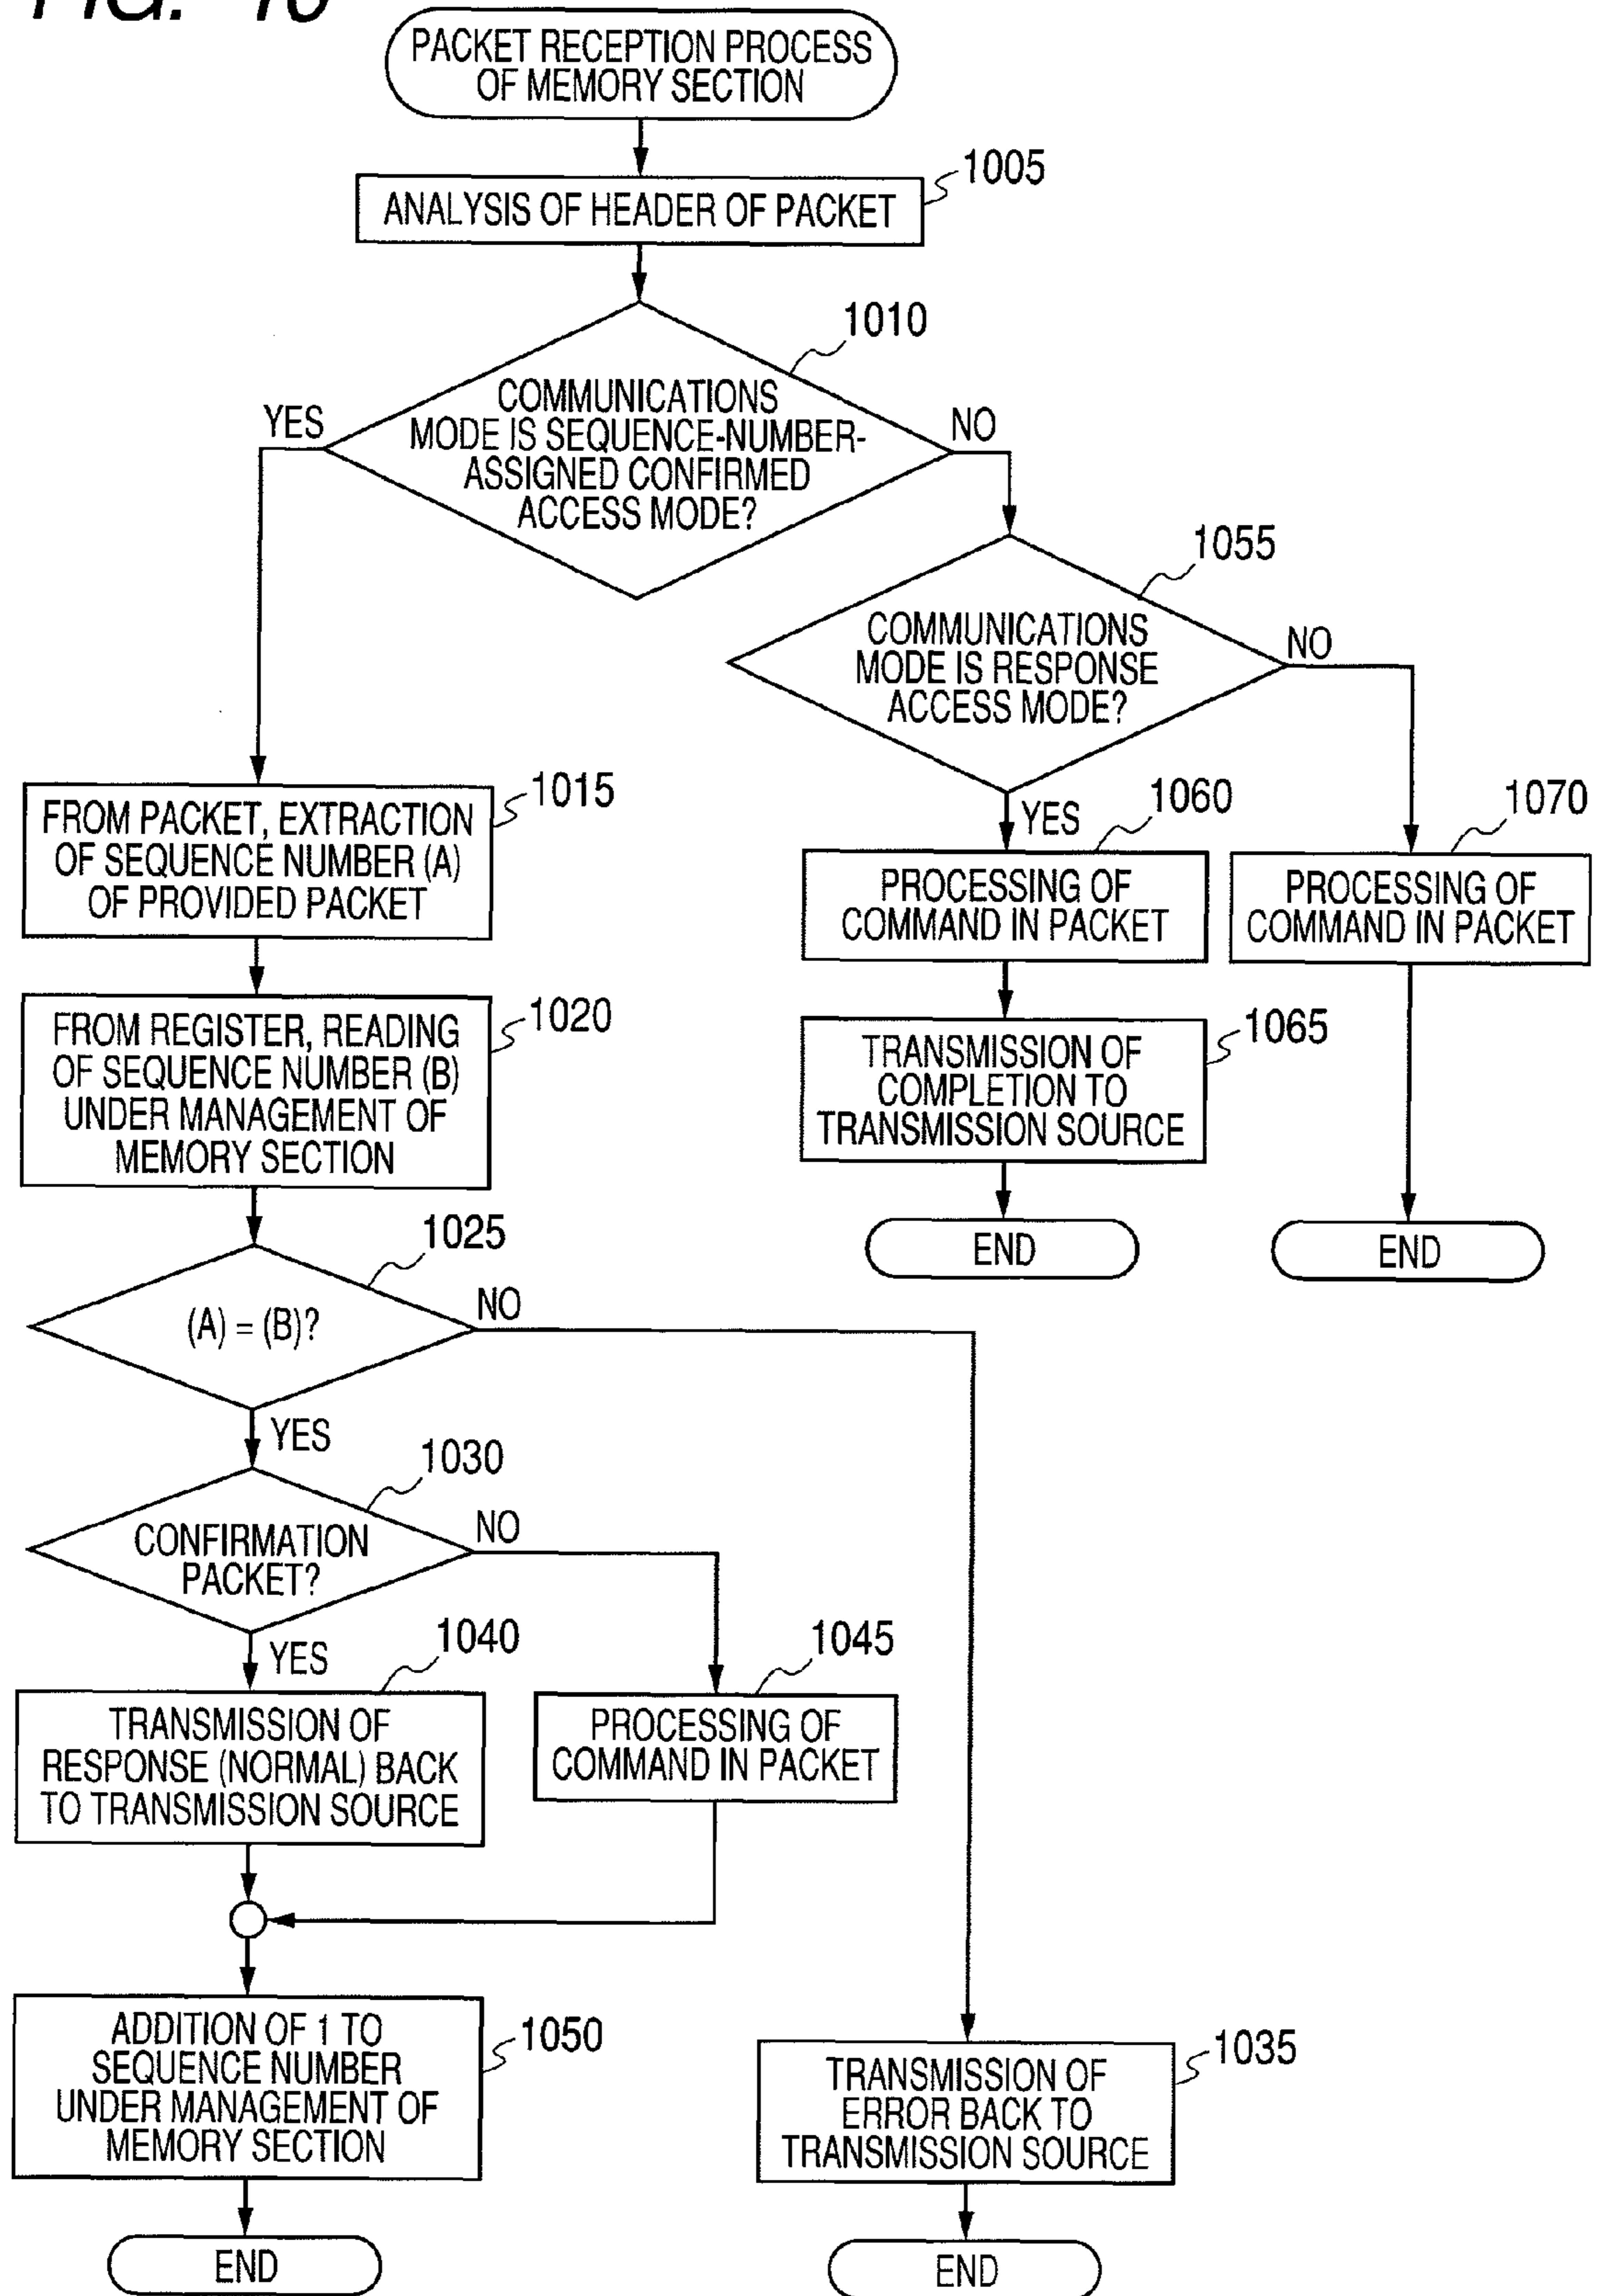 FIG. 10
PACKET RECEPTION PROCESS
OF MEMORY SECTION
1005
ANALYSIS OF HEADER OF PACKET
1010
COMMUNICATIONS
MODE IS SEQUENCE-NUMBER-
ASSIGNED CONFIRMED
ACCESS MODE?
YES
NO
1055
COMMUNICATIONS
MODE IS RESPONSE
ACCESS MODE?
NO
YES
1015
FROM PACKET, EXTRACTION
OF SEQUENCE NUMBER (A)
OF PROVIDED PACKET
1060
PROCESSING OF
COMMAND IN PACKET
1070
PROCESSING OF
COMMAND IN PACKET
1020
FROM REGISTER, READING
OF SEQUENCE NUMBER (B)
UNDER MANAGEMENT OF
MEMORY SECTION
1065
TRANSMISSION OF
COMPLETION TO
TRANSMISSION SOURCE
END
END
1025
(A) = (B)?
NO
YES
1030
CONFIRMATION
PACKET?
NO
YES
1040
TRANSMISSION OF
RESPONSE (NORMAL) BACK
TO TRANSMISSION SOURCE
1045
PROCESSING OF
COMMAND IN PACKET
1050
ADDITION OF 1 TO
SEQUENCE NUMBER
UNDER MANAGEMENT OF
MEMORY SECTION
1035
TRANSMISSION OF
ERROR BACK TO
TRANSMISSION SOURCE
END
END